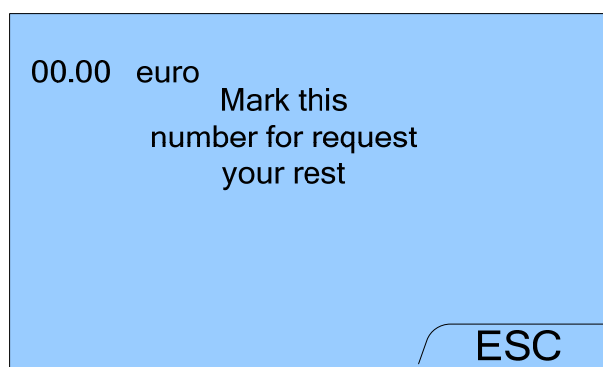 00.00 euro
Mark this
number for request
your rest
ESC